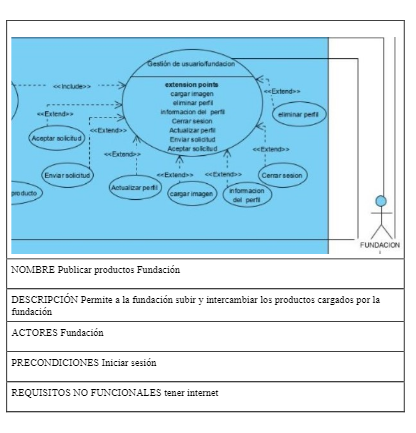 Gestión de usuario/fundacion
extension points
cargar imagen
eliminar perfil
informacion del perfil
Cerrar sesion
Actualizar perfil
Enviar solicitud
Aceptar solicitud
<<Include>>
<<Extend>>
eliminar perfil
<<Extend>>
Aceptar solicitud
<<Extend>>
<<Extend>>
<<Extend>>
<<Extend>>
<<Extend>>
Enviar solicitud
Cerrar sesion
producto
Actualizar perfil
cargar imagen
informacion
del perfil
FUNDACION
NOMBRE Publicar productos Fundación
DESCRIPCIÓN Permite a la fundación subir y intercambiar los productos cargados por la
fundación
ACTORES Fundación
PRECONDICIONES Iniciar sesión
REQUISITOS NO FUNCIONALES tener internet